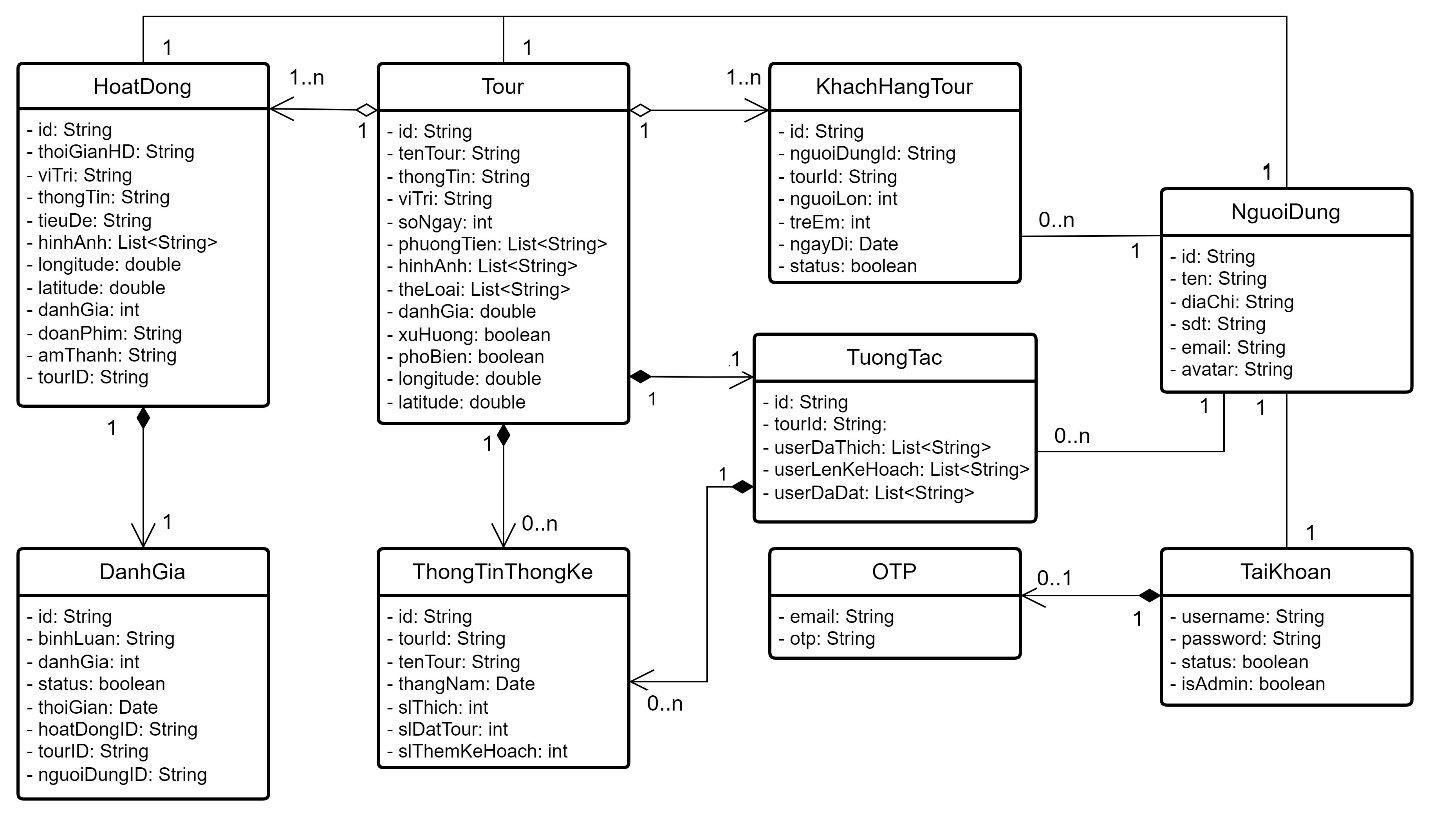 1
1
HoatDong
- id: String
- thoiGianHD: String
- viTri: String
- thongTin: String
- tieuDe: String
- hinhAnh: List<String>
- longitude: double
- latitude: double
- danhGia: int
- doanPhim: String
- amThanh: String
- tourID: String
1..n
1
Tour
- id: String
- tenTour: String
- thongTin: String
- viTri: String
- soNgay: int
- phuongTien: List<String>
- hinhAnh: List<String>
- theLoai: List<String>
- danhGia: double
- xuHuong: boolean
- phoBien: boolean
- longitude: double
- latitude: double
1..n
1
KhachHangTour
- id: String
- nguoiDungId: String
- tourId: String
- nguoiLon: int
- treEm: int
- ngayDi: Date
- status: boolean
0..n
1
1
NguoiDung
- id: String
- ten: String
- diaChi: String
- sdt: String
- email: String
- avatar: String
1
1
TuongTac
- id: String
- tourId: String:
- userDaThich: List<String>
- userLenKeHoach: List<String>
- userDaDat: List<String>
0..n
1
1
1
1
1
0..n
1
0..n
1
DanhGia
- id: String
- binhLuan: String
- danhGia: int
- status: boolean
- thoiGian: Date
- hoatDongID: String
- tourID: String
- nguoiDungID: String
ThongTinThongKe
- id: String
- tourId: String
- tenTour: String
- thangNam: Date
- slThich: int
- slDatTour: int
- slThemKeHoach: int
OTP
- email: String
- otp: String
0..1
1
TaiKhoan
- username: String
- password: String
- status: boolean
- isAdmin: boolean